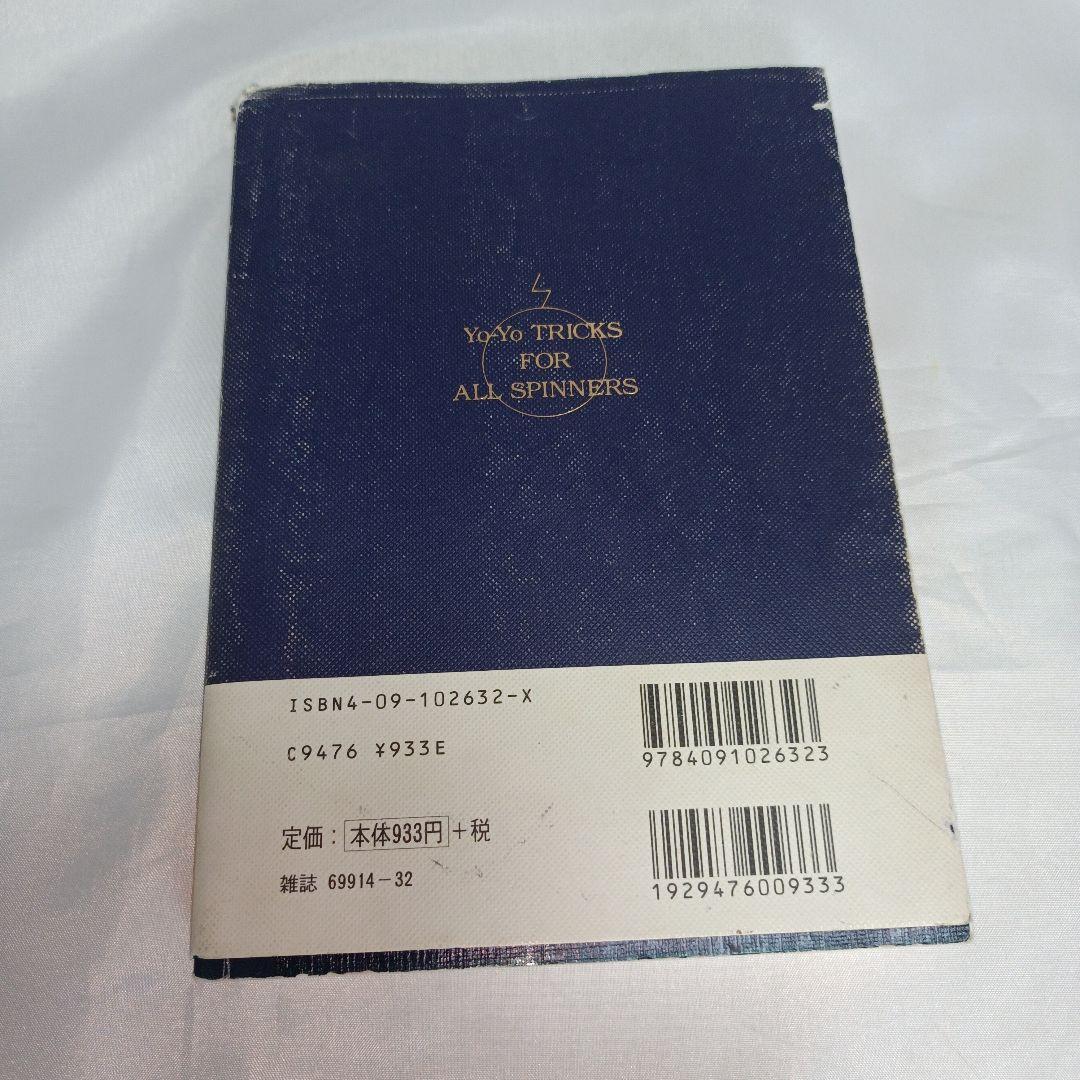 Yo-Yo TRICKS
FOR
ALL SPINNERS
ISBN4-09-102632-X
C9476 ¥933E
9784091026323
定価：本体933円＋税
雑誌 69914-32
1929476009333